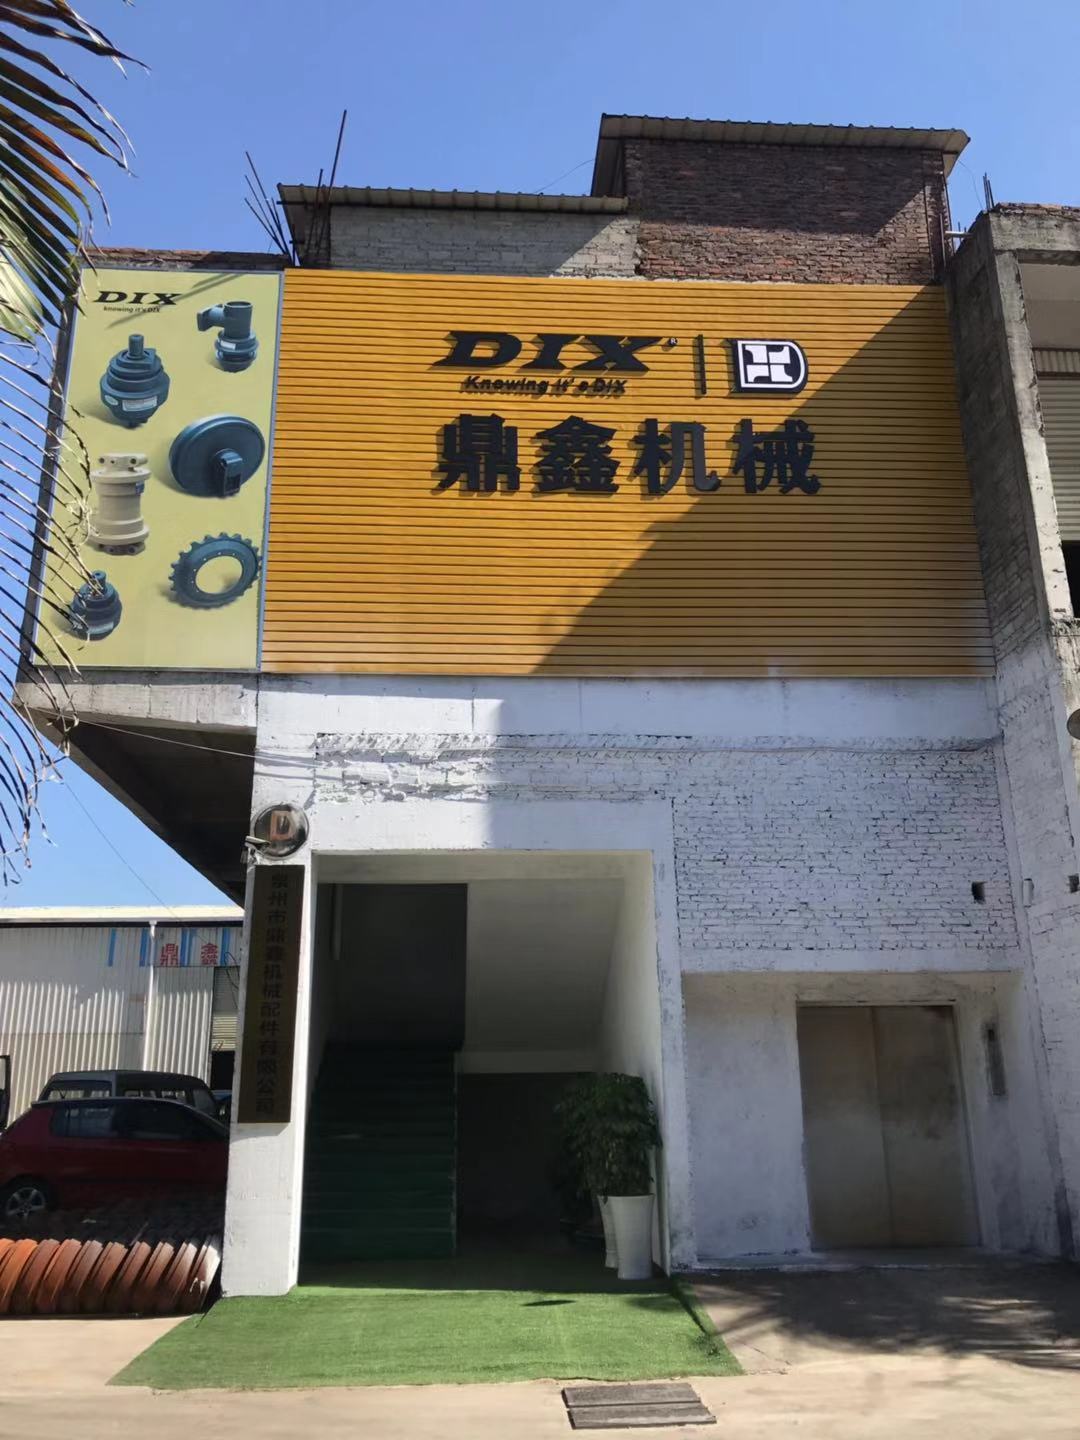 DIX
knowing it's DIX
DIX®
Knowing it's DIX
鼎鑫机械
D
泉州市鼎鑫机械配件有限公司
鼎鑫